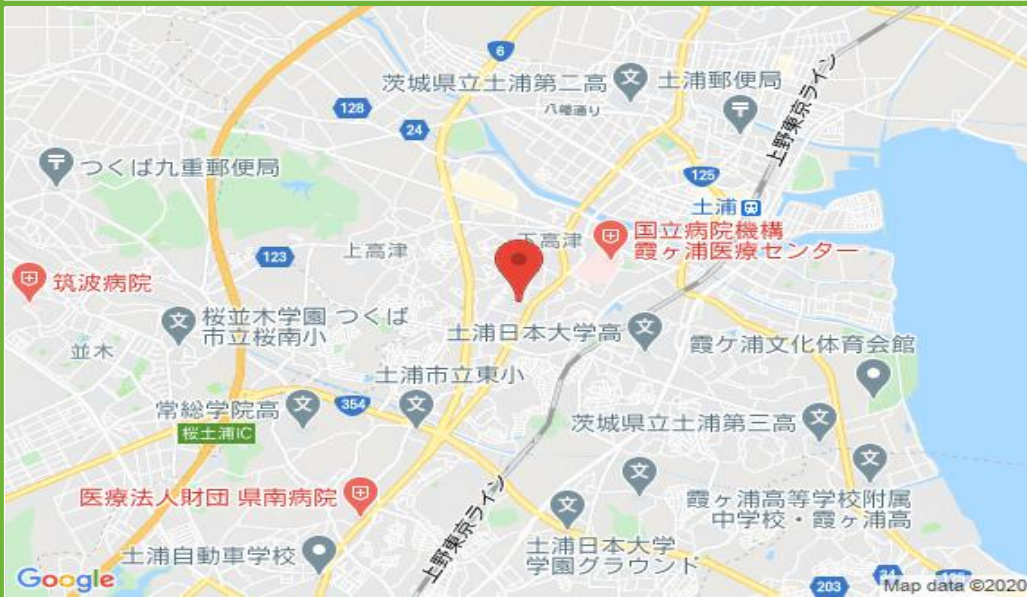 6
茨城県立土浦第二高
土浦郵便局
128
八幡通り
24
上野東京ライン
つくば九重郵便局
125
土浦
国立病院機構
霞ヶ浦医療センター
下高津
上高津
123
筑波病院
桜並木学園 つくば
市立桜南小
土浦日本大学高
霞ケ浦文化体育会館
並木
土浦市立東小
常総学院高
354
桜土浦IC
茨城県立土浦第三高
医療法人財団 県南病院
霞ヶ浦高等学校附属
中学校・霞ヶ浦高
上野東京ライン
土浦自動車学校
土浦日本大学
学園グラウンド
Google
203
34
Map data ©2020